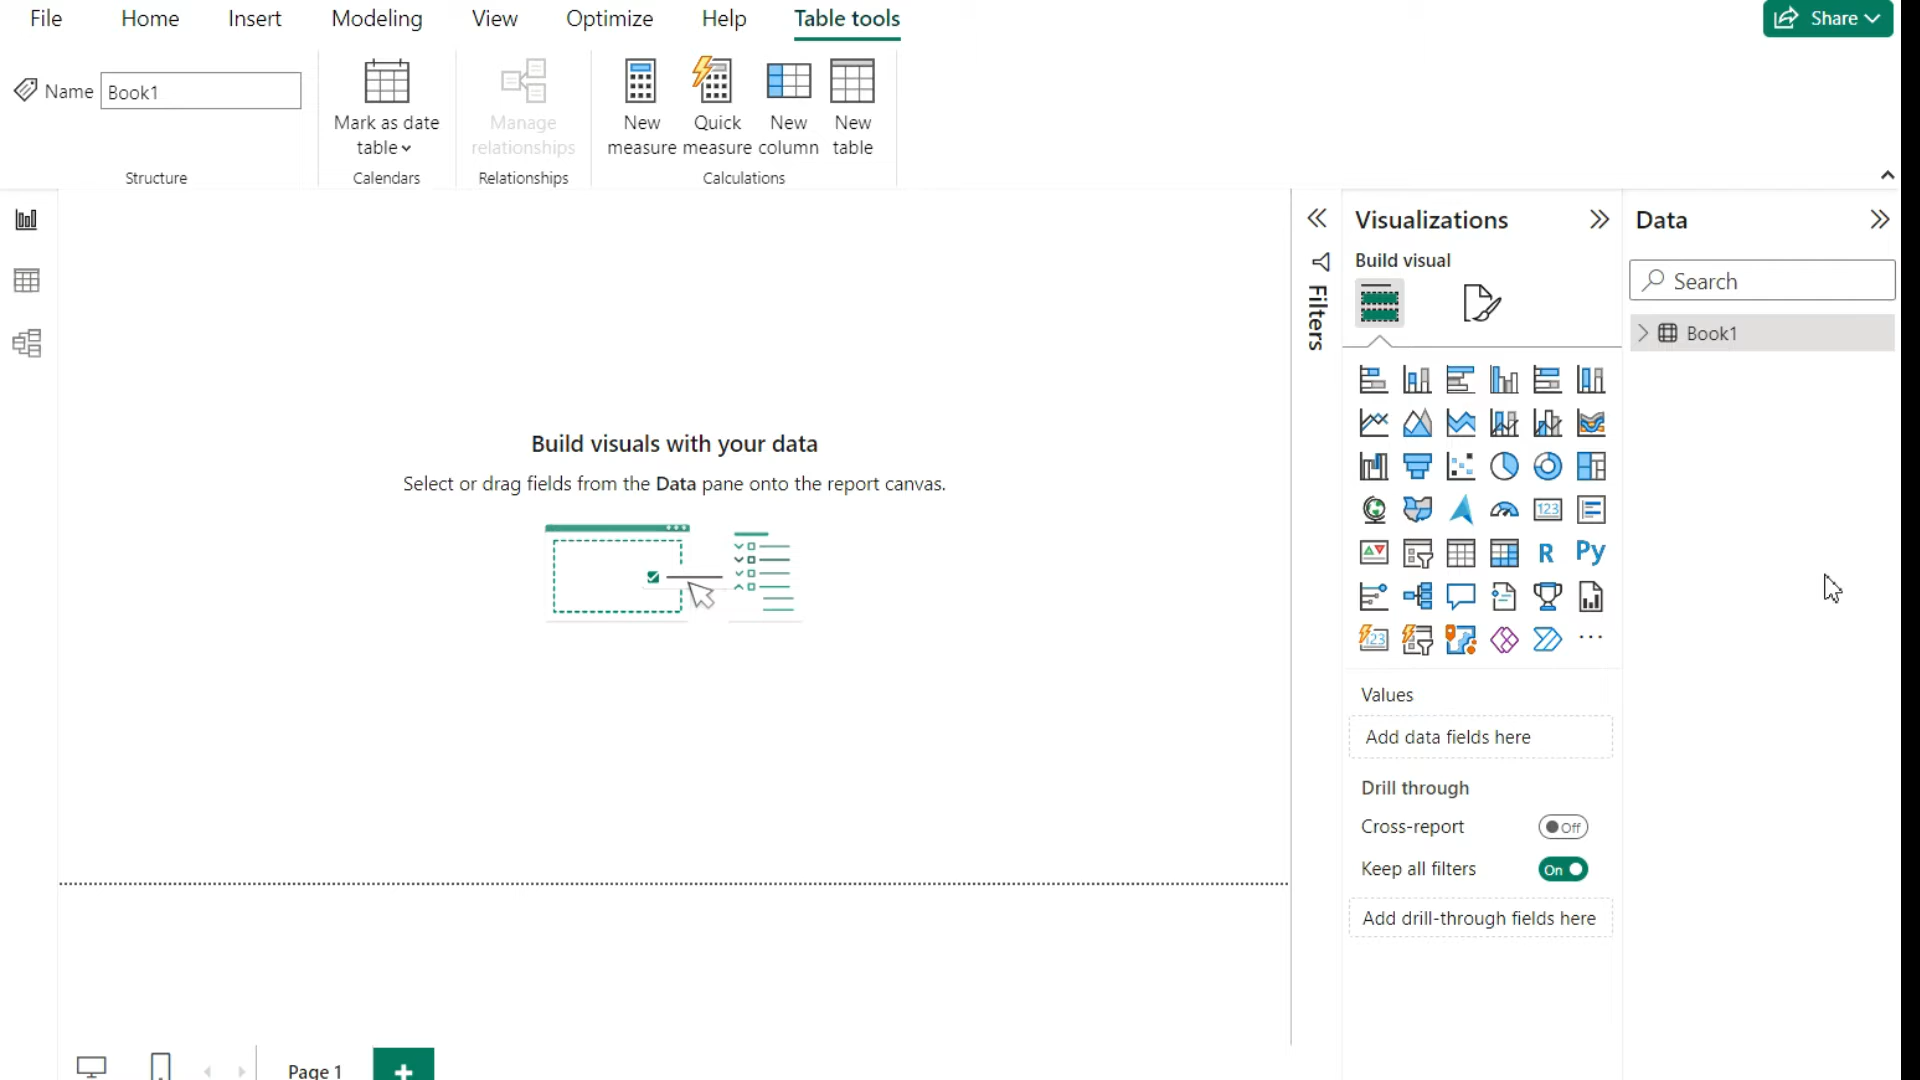 File Home Insert Modeling View Optimize Help Table tools Share
Name Book1
Mark as date
table
Manage
relationships
New
measure
Quick
measure
New
column
New
table
Structure Calendars Relationships Calculations
Filters
Visualizations
Build visual
123
R Py
123
...
Values
Add data fields here
Drill through
Cross-report Off
Keep all filters On
Add drill-through fields here
Data
Search
Book1
Build visuals with your data
Select or drag fields from the Data pane onto the report canvas.
Page 1 +